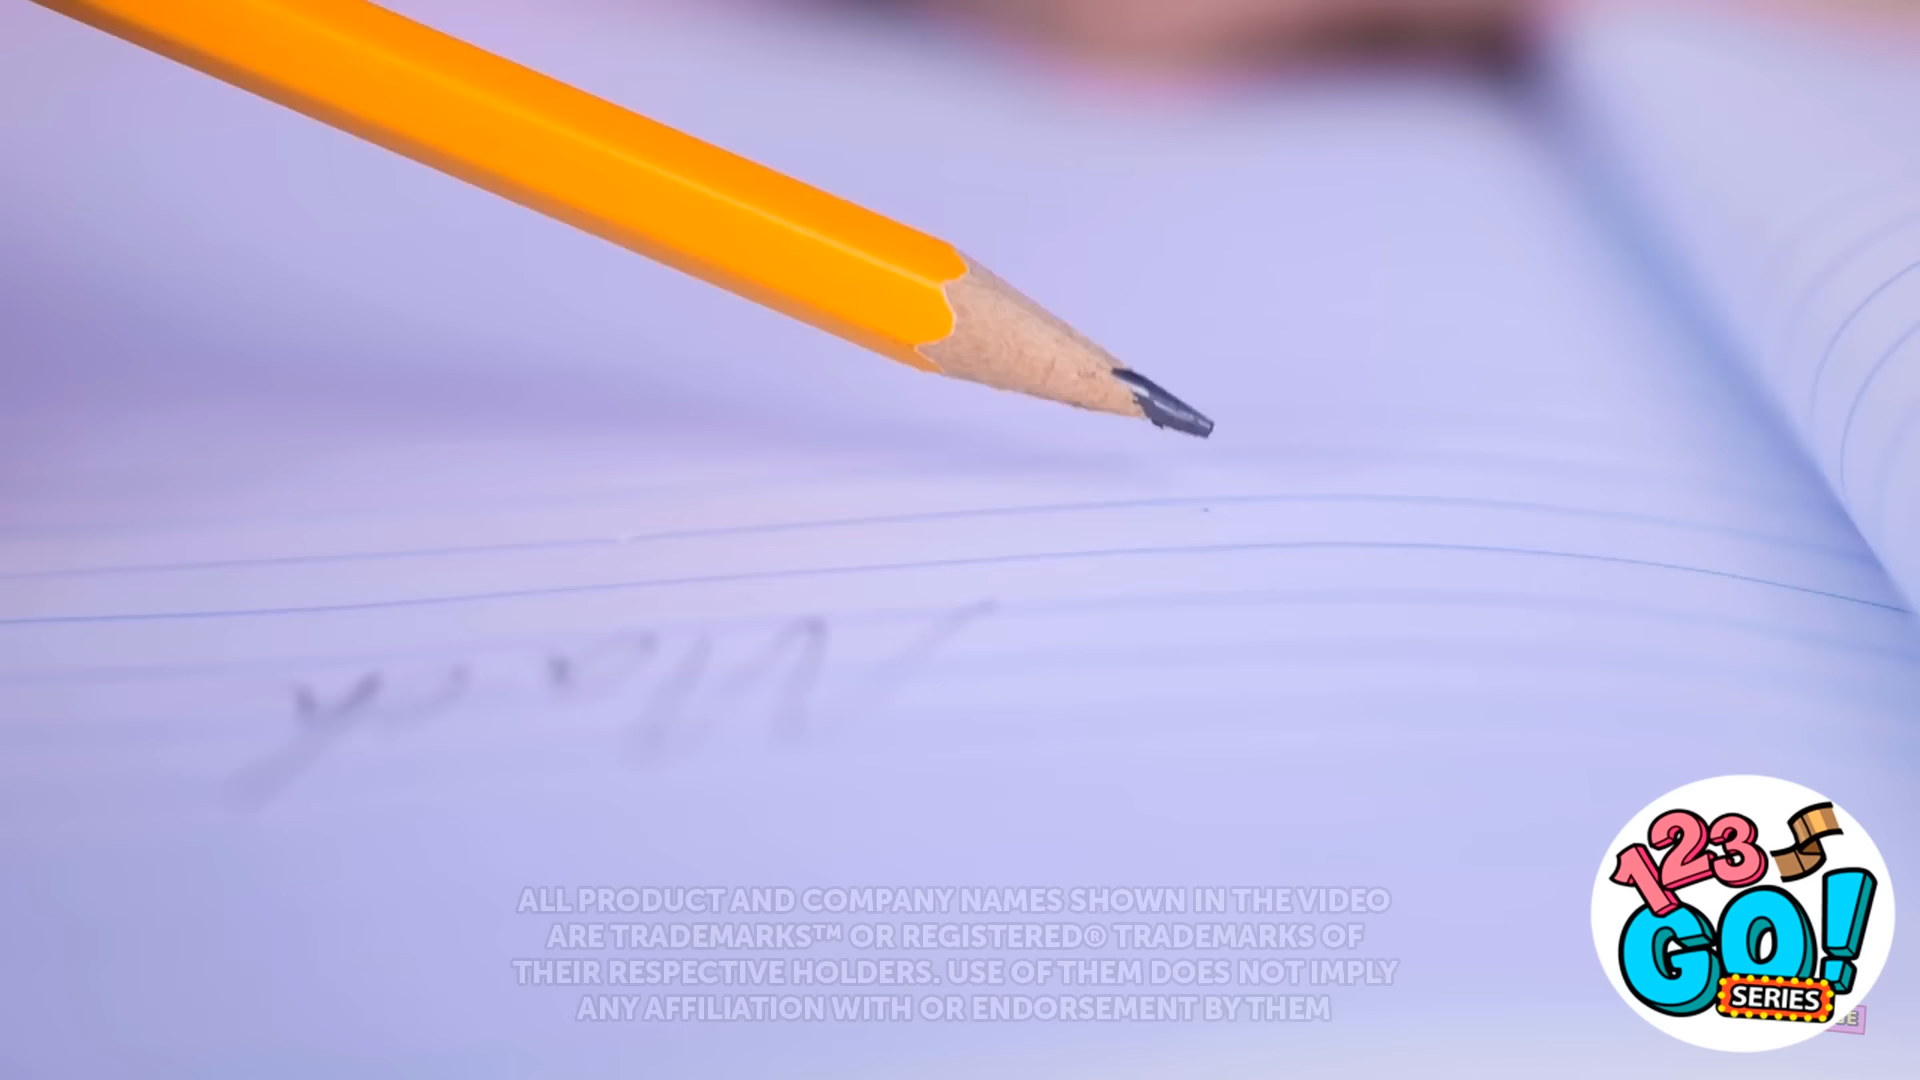 ALL PRODUCT AND COMPANY NAMES SHOWN IN THE VIDEO
ARE TRADEMARKS™ OR REGISTERED® TRADEMARKS OF
THEIR RESPECTIVE HOLDERS. USE OF THEM DOES NOT IMPLY
ANY AFFILIATION WITH OR ENDORSEMENT BY THEM
123
GO!
SERIES